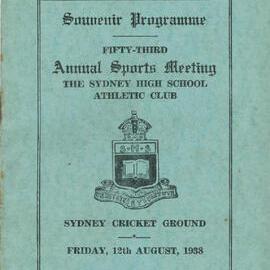 Souvenir Programme
FIFTY-THIRD
Annual Sports Meeting
THE SYDNEY HIGH SCHOOL
ATHLETIC CLUB
S H S
SYDNEY CRICKET GROUND
FRIDAY, 12th AUGUST, 1938